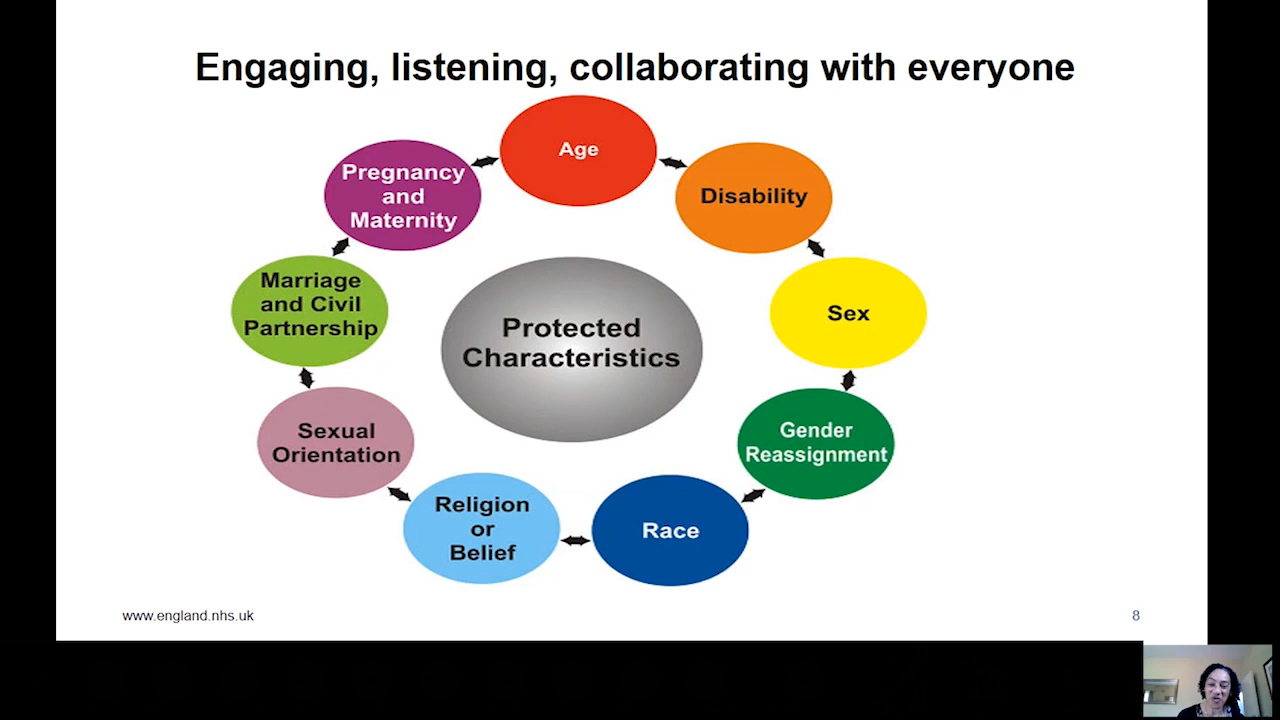 Engaging, listening, collaborating with everyone
Age
Pregnancy
and
Maternity
Disability
Marriage
and Civil
Partnership
Sex
Protected
Characteristics
Sexual
Orientation
Gender
Reassignment
Religion
or
Belief
Race
www.england.nhs.uk
8